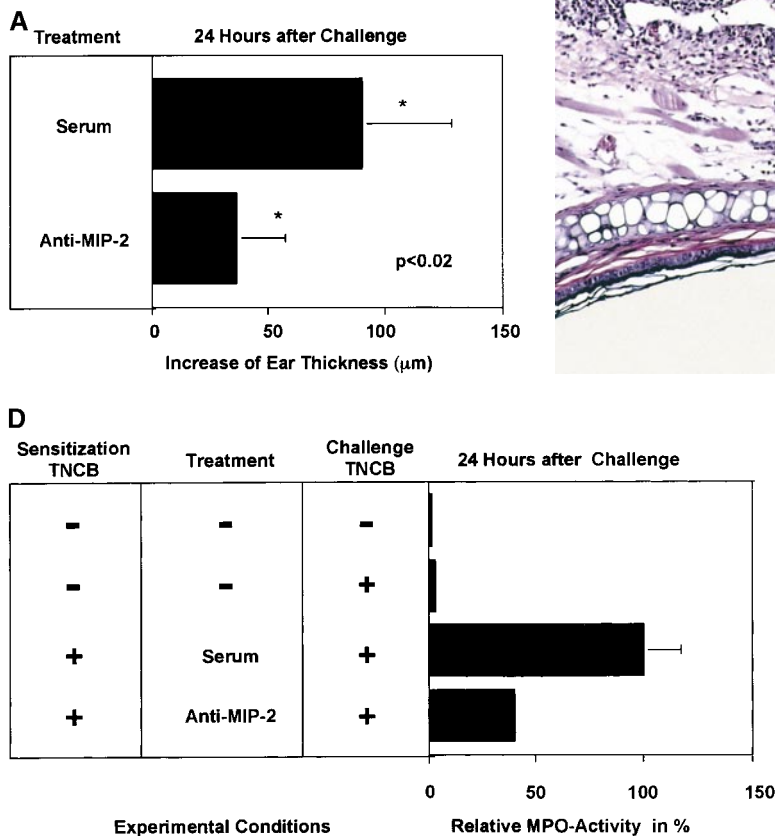 A
Treatment 24 Hours after Challenge
Serum *
Anti-MIP-2 *
p<0.02
0 50 100 150
Increase of Ear Thickness (μm)
D
Sensitization TNCB Treatment Challenge TNCB 24 Hours after Challenge
- - -
- - +
+ Serum +
+ Anti-MIP-2 +
0 50 100 150
Experimental Conditions Relative MPO-Activity in %